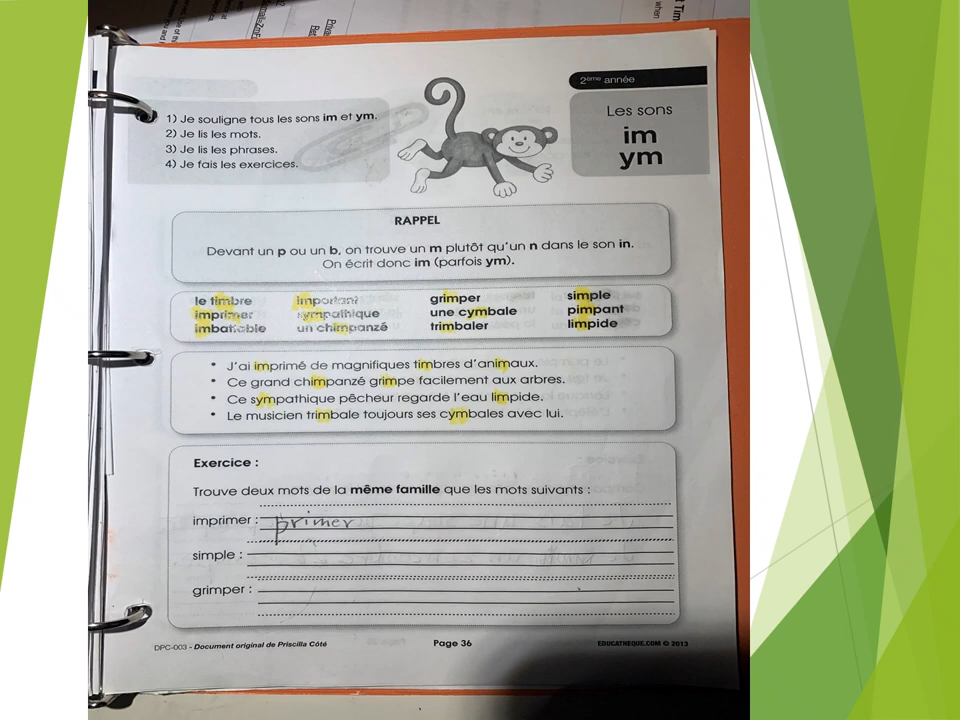 2ème année
Les sons
im
ym
1) Je souligne tous les sons im et ym.
2) Je lis les mots.
3) Je lis les phrases.
4) Je fais les exercices.
RAPPEL
Devant un p ou un b, on trouve un m plutôt qu'un n dans le son in.
On écrit donc im (parfois ym).
le timbre important grimper simple
imprimer sympathique une cymbale pimpant
imbattable un chimpanzé trimbaler limpide
• J'ai imprimé de magnifiques timbres d'animaux.
• Ce grand chimpanzé grimpe facilement aux arbres.
• Ce sympathique pêcheur regarde l'eau limpide.
• Le musicien trimbale toujours ses cymbales avec lui.
Exercice :
Trouve deux mots de la même famille que les mots suivants :
imprimer : primer
simple :
grimper :
DPC-003 - Document original de Priscilla Côté Page 36 EDUCATHEQUE.COM © 2013